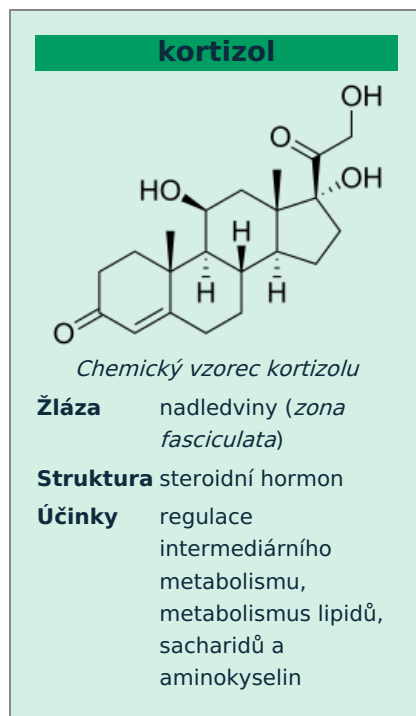 kortizol
OH
O
OH
HO
H
H
H
O
Chemický vzorec kortizolu
Žláza nadledviny (zona
fasciculata)
Struktura steroidní hormon
Účinky regulace
intermediárního
metabolismu,
metabolismus lipidů,
sacharidů a
aminokyselin